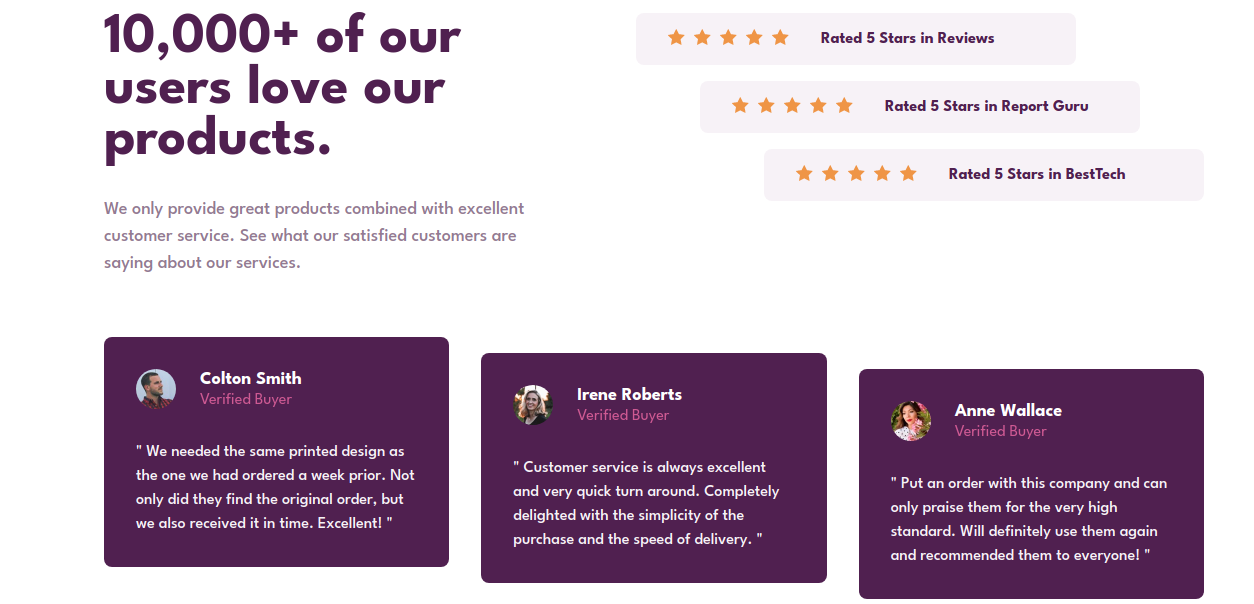 10,000+ of our
users love our
products.
We only provide great products combined with excellent
customer service. See what our satisfied customers are
saying about our services.
Rated 5 Stars in Reviews
Rated 5 Stars in Report Guru
Rated 5 Stars in BestTech
Colton Smith
Verified Buyer
" We needed the same printed design as
the one we had ordered a week prior. Not
only did they find the original order, but
we also received it in time. Excellent! "
Irene Roberts
Verified Buyer
" Customer service is always excellent
and very quick turn around. Completely
delighted with the simplicity of the
purchase and the speed of delivery. "
Anne Wallace
Verified Buyer
" Put an order with this company and can
only praise them for the very high
standard. Will definitely use them again
and recommended them to everyone! "